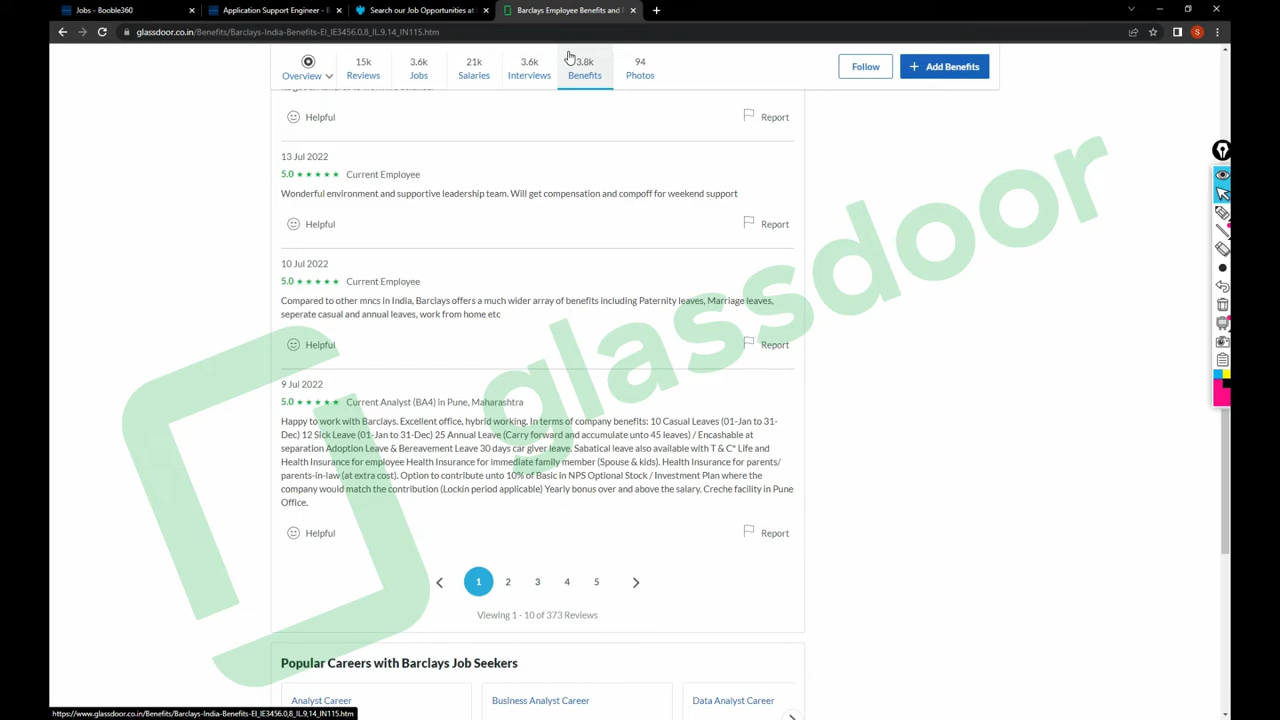 Jobs - Booble360
Application Support Engineer - B
Search our Job Opportunities at
Barclays Employee Benefits and
glassdoor.co.in/Benefits/Barclays-India-Benefits-EI_IE3456.0,8_IL.9,14_IN115.htm
S
Overview
15k
Reviews
3.6k
Jobs
21k
Salaries
3.6k
Interviews
3.8k
Benefits
94
Photos
Follow
+ Add Benefits
Helpful
Report
13 Jul 2022
5.0 ★★★★★ Current Employee
Wonderful environment and supportive leadership team. Will get compensation and compoff for weekend support
Helpful
Report
10 Jul 2022
5.0 ★★★★★ Current Employee
Compared to other mncs in India, Barclays offers a much wider array of benefits including Paternity leaves, Marriage leaves,
seperate casual and annual leaves, work from home etc
Helpful
Report
9 Jul 2022
5.0 ★★★★★ Current Analyst (BA4) in Pune, Maharashtra
Happy to work with Barclays. Excellent office, hybrid working. In terms of company benefits: 10 Casual Leaves (01-Jan to 31-
Dec) 12 Sick Leave (01-Jan to 31-Dec) 25 Annual Leave (Carry forward and accumulate unto 45 leaves) / Encashable at
separation Adoption Leave & Bereavement Leave 30 days car giver leave. Sabatical leave also available with T & C* Life and
Health Insurance for employee Health Insurance for immediate family member (Spouse & kids). Health Insurance for parents/
parents-in-law (at extra cost). Option to contribute unto 10% of Basic in NPS Optional Stock / Investment Plan where the
company would match the contribution (Lockin period applicable) Yearly bonus over and above the salary. Creche facility in Pune
Office.
Helpful
Report
glassdoor
1 2 3 4 5
Viewing 1 - 10 of 373 Reviews
Popular Careers with Barclays Job Seekers
Analyst Career
Business Analyst Career
Data Analyst Career
https://www.glassdoor.co.in/Benefits/Barclays-India-Benefits-EI_IE3456.0,8_IL.9,14_IN115.htm